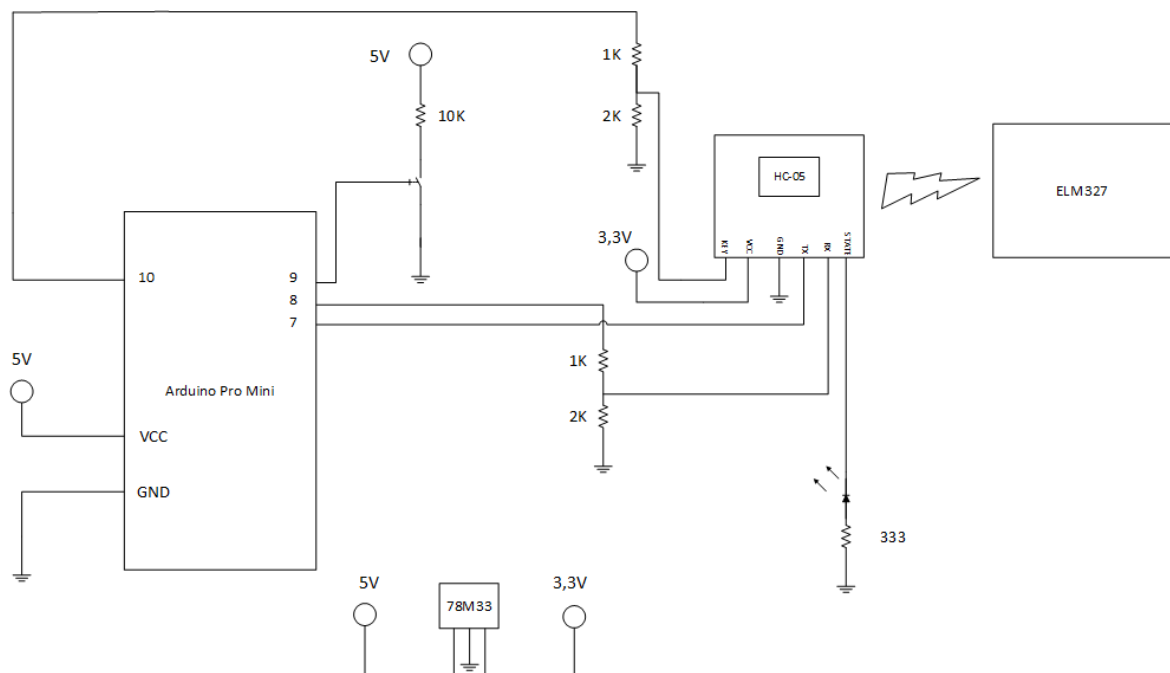 5V
1K
10K
2K
HC-05
ELM327
KEY
VCC
GND
TX
RX
STATE
3,3V
10
9
8
7
5V
1K
Arduino Pro Mini
2K
VCC
GND
333
5V
78M33
3,3V